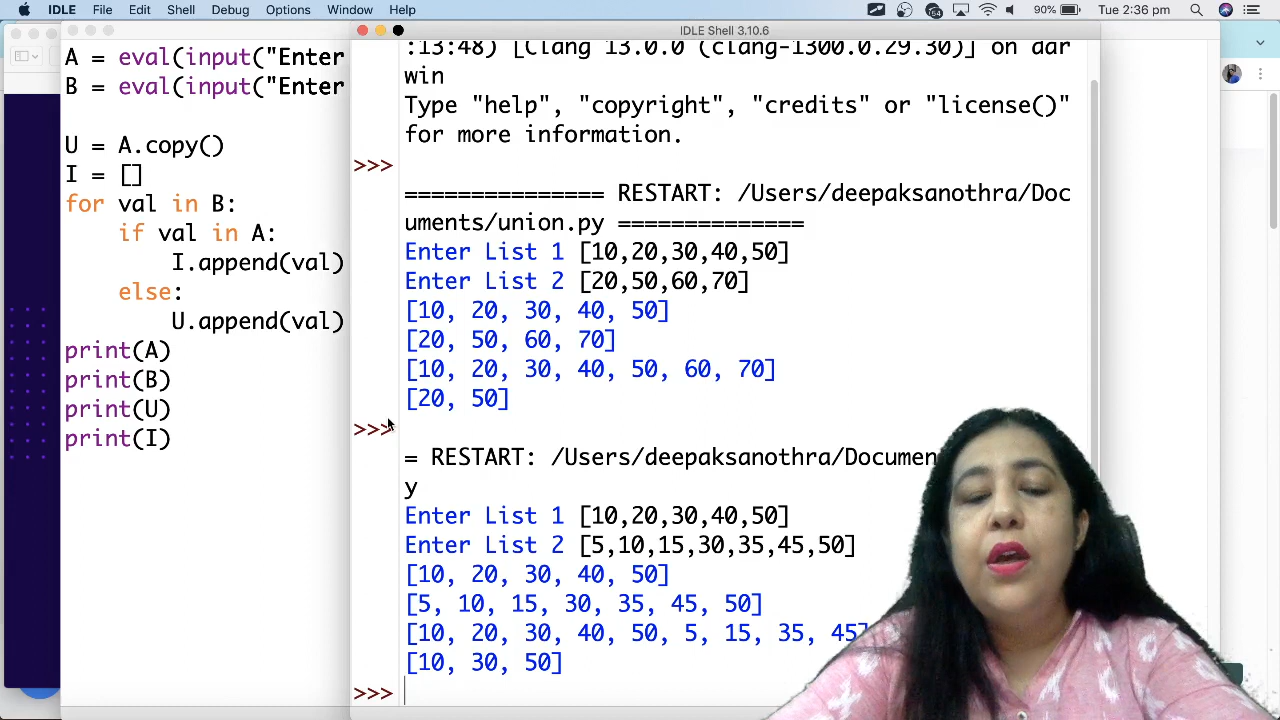 IDLE File Edit Shell Debug Options Window Help 54 90% Tue 2:36 pm
IDLE Shell 3.10.6
A = eval(input("Enter
B = eval(input("Enter
U = A.copy()
I = []
for val in B:
if val in A:
I.append(val)
else:
U.append(val)
print(A)
print(B)
print(U)
print(I)
:13:48) [Clang 13.0.0 (clang-1300.0.29.30)] on dar
win
Type "help", "copyright", "credits" or "license()"
for more information.
>>>
=============== RESTART: /Users/deepaksanothra/Doc
uments/union.py ==============
Enter List 1 [10,20,30,40,50]
Enter List 2 [20,50,60,70]
[10, 20, 30, 40, 50]
[20, 50, 60, 70]
[10, 20, 30, 40, 50, 60, 70]
[20, 50]
>>>
= RESTART: /Users/deepaksanothra/Documen
y
Enter List 1 [10,20,30,40,50]
Enter List 2 [5,10,15,30,35,45,50]
[10, 20, 30, 40, 50]
[5, 10, 15, 30, 35, 45, 50]
[10, 20, 30, 40, 50, 5, 15, 35, 45]
[10, 30, 50]
>>>